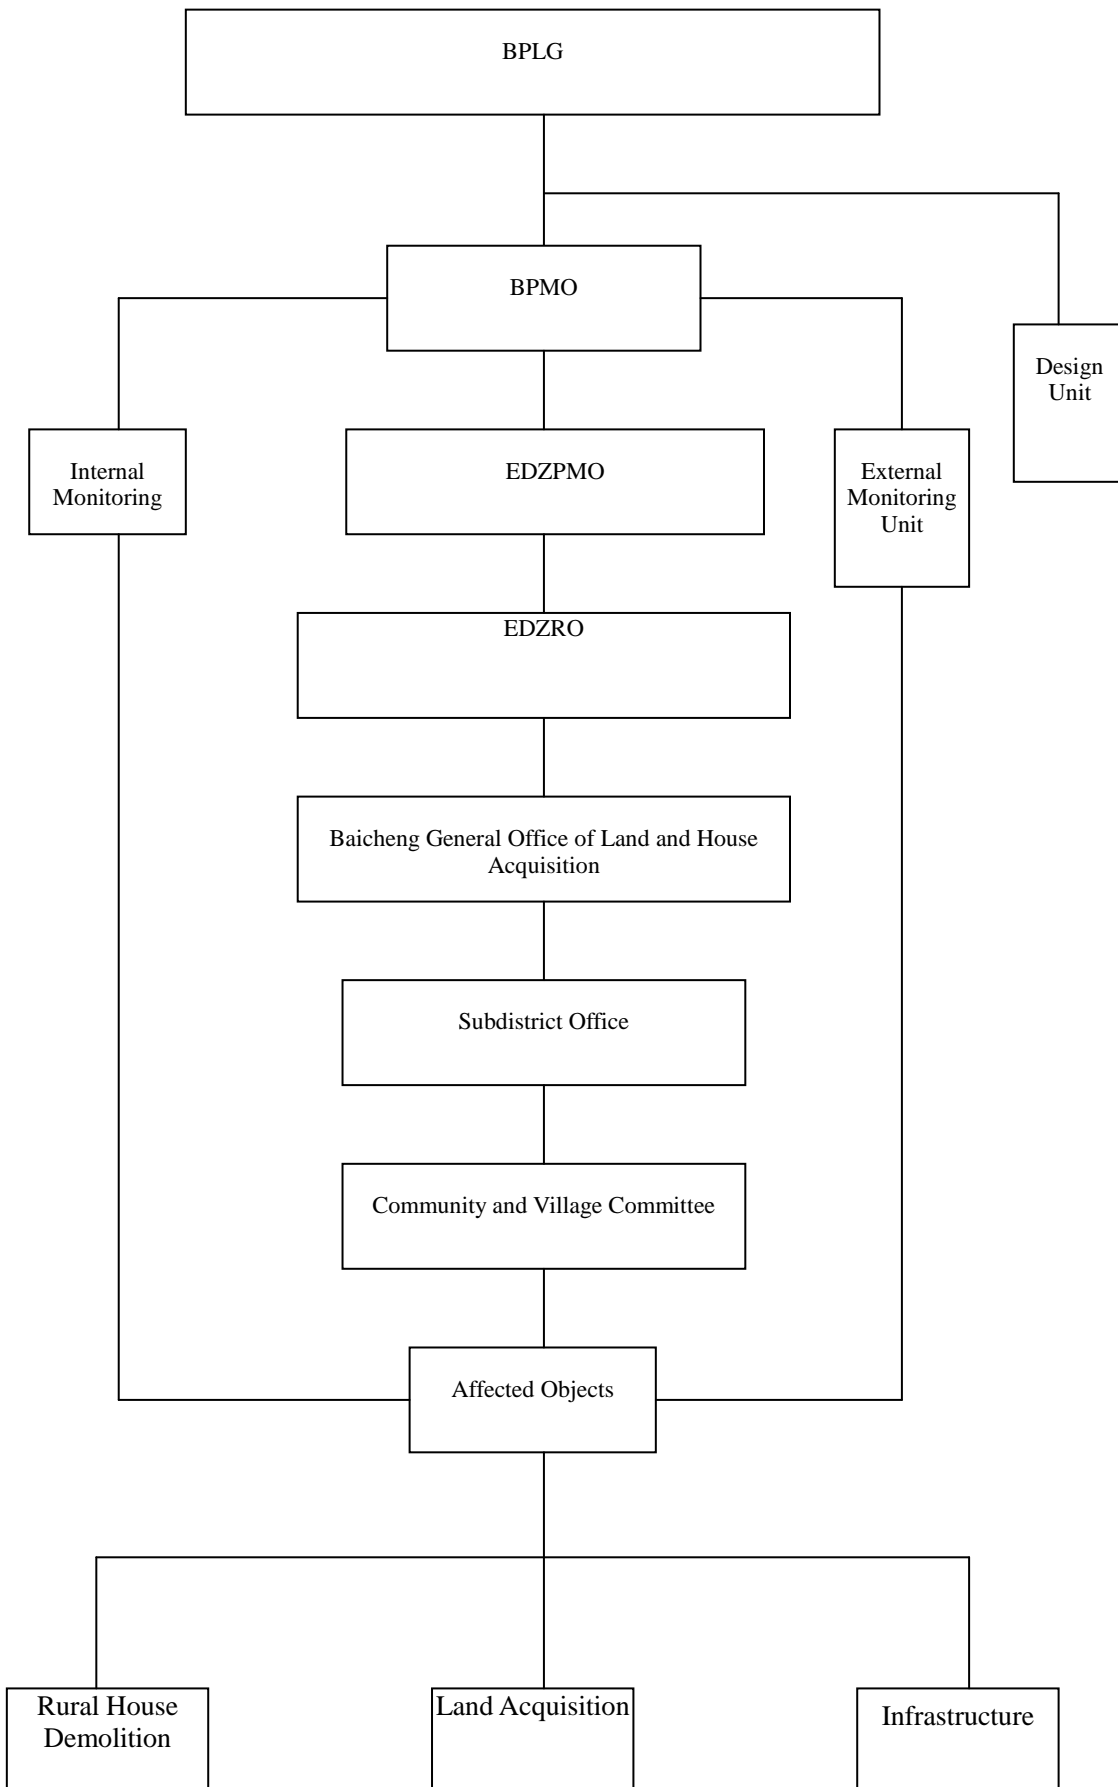 BPLG
BPMO
Design
Unit
Internal
Monitoring
EDZPMO
External
Monitoring
Unit
EDZRO
Baicheng General Office of Land and House
Acquisition
Subdistrict Office
Community and Village Committee
Affected Objects
Rural House
Demolition
Land Acquisition
Infrastructure